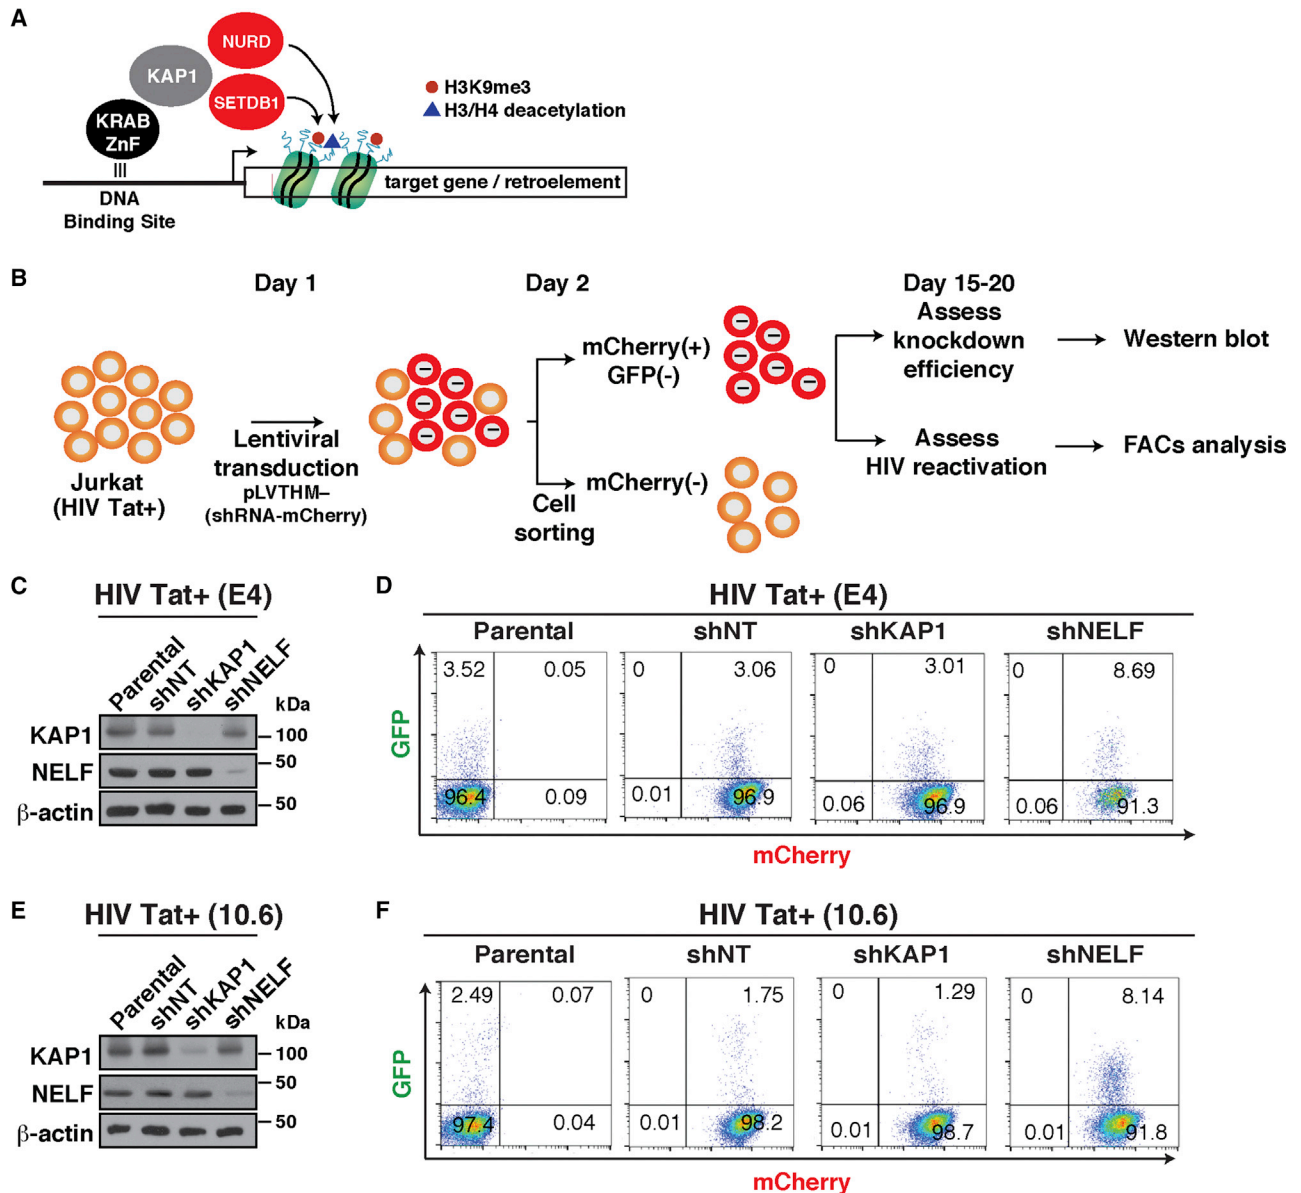 A
NURD
KAP1
SETDB1
KRAB
ZnF
H3K9me3
H3/H4 deacetylation
target gene / retroelement
DNA
Binding Site
B
Day 1
Day 2
Day 15-20
Jurkat
(HIV Tat+)
Lentiviral
transduction
pLVTHM–
(shRNA-mCherry)
Cell
sorting
mCherry(+)
GFP(-)
mCherry(-)
Assess
knockdown
efficiency
Western blot
Assess
HIV reactivation
FACs analysis
C
HIV Tat+ (E4)
Parental
shNT
shKAP1
shNELF
kDa
KAP1
100
NELF
50
β-actin
50
D
HIV Tat+ (E4)
Parental
shNT
shKAP1
shNELF
GFP
3.52
0.05
96.4
0.09
0
3.06
0.01
96.9
0
3.01
0.06
96.9
0
8.69
0.06
91.3
mCherry
E
HIV Tat+ (10.6)
Parental
shNT
shKAP1
shNELF
kDa
KAP1
100
NELF
50
β-actin
50
F
HIV Tat+ (10.6)
Parental
shNT
shKAP1
shNELF
GFP
2.49
0.07
97.4
0.04
0
1.75
0.01
98.2
0
1.29
0.01
98.7
0
8.14
0.01
91.8
mCherry